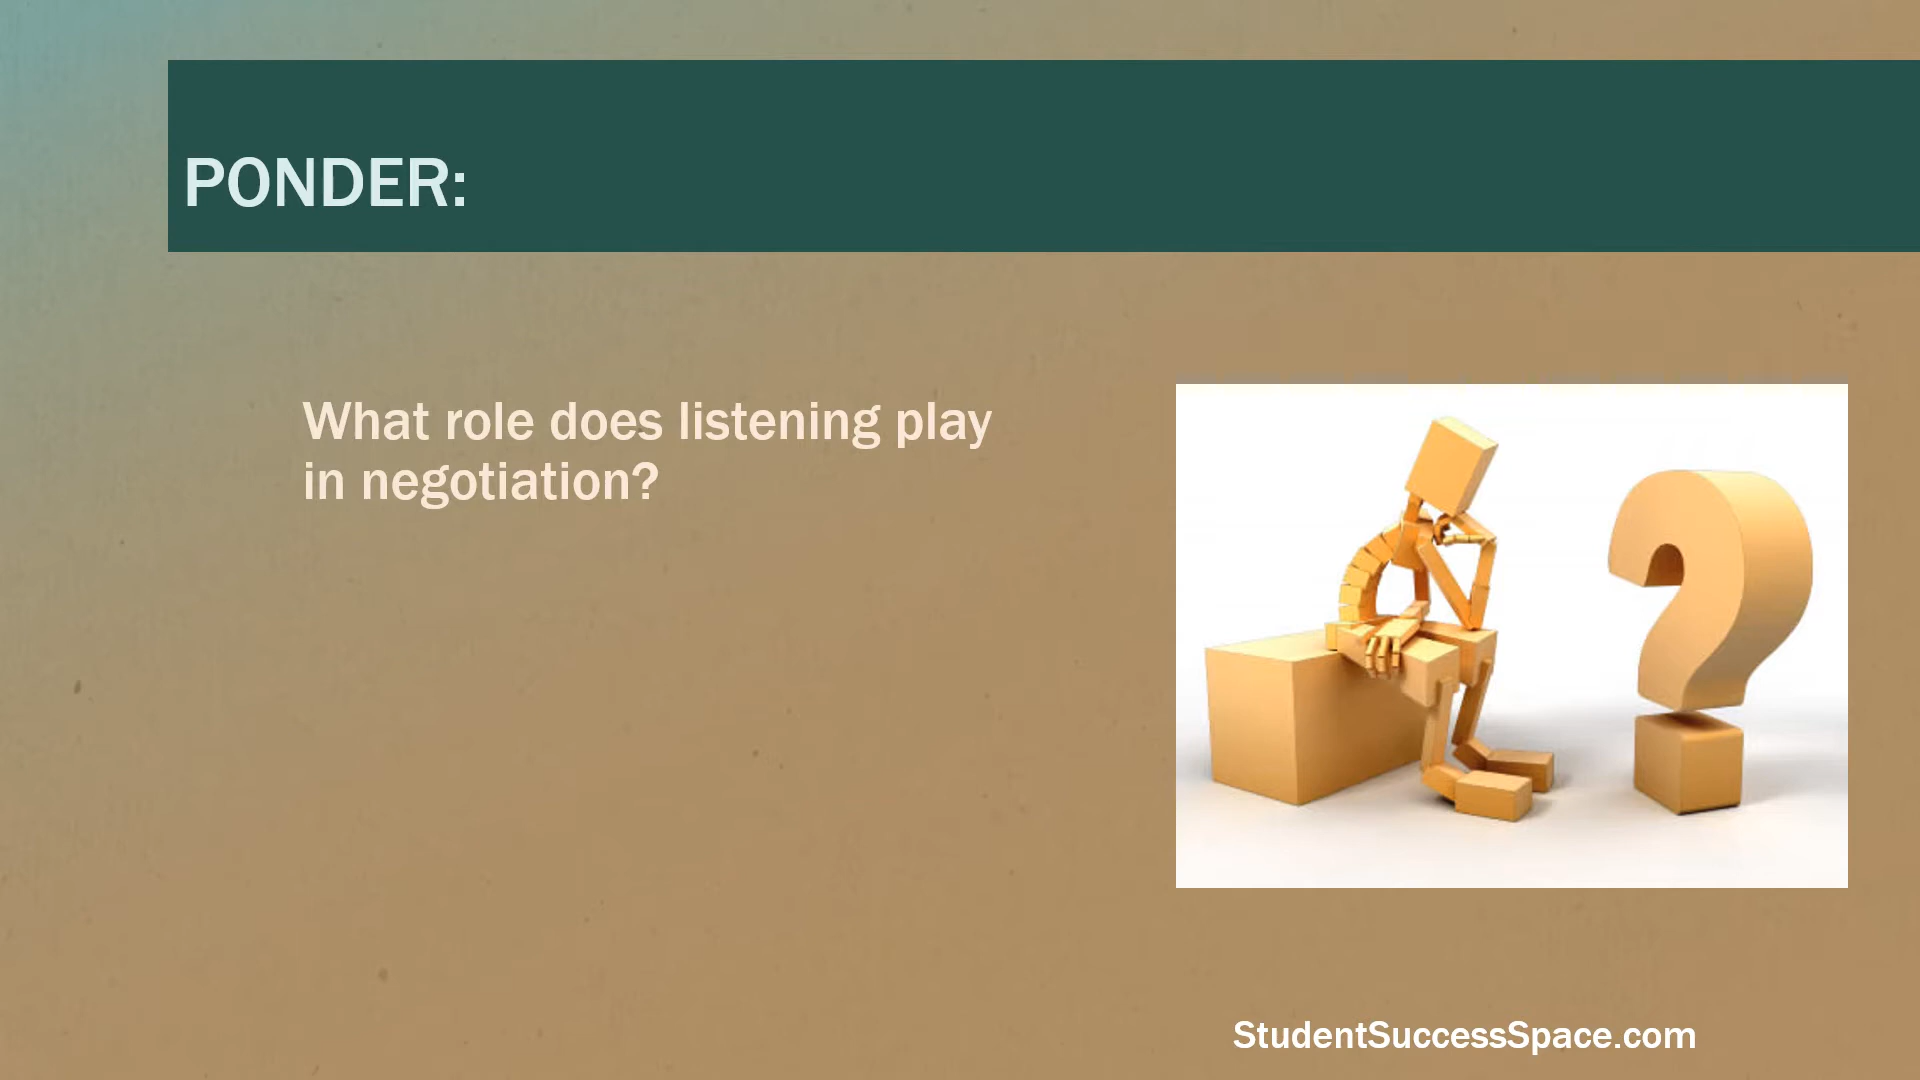 PONDER:
What role does listening play
in negotiation?
StudentSuccessSpace.com